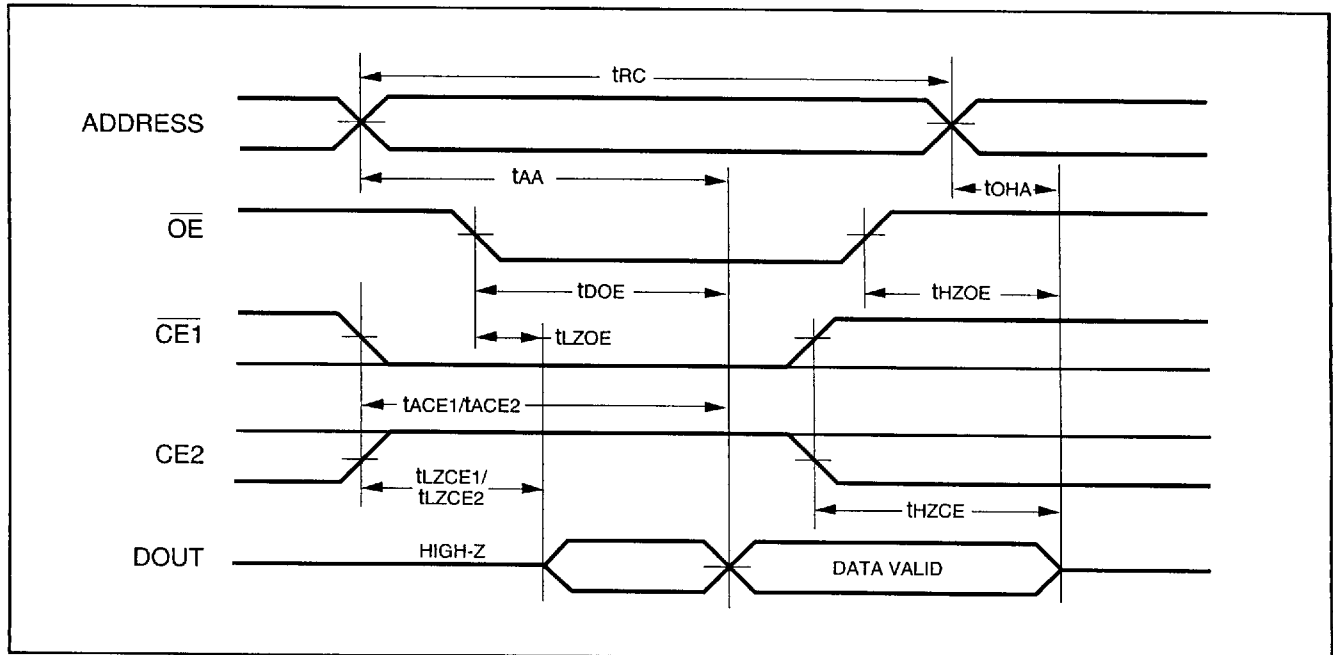 tRC
ADDRESS
tAA
tOHA
OE
tDOE
tHZOE
CE1
tLZOE
tACE1/tACE2
CE2
tLZCE1/
tLZCE2
tHZCE
DOUT
HIGH-Z
DATA VALID